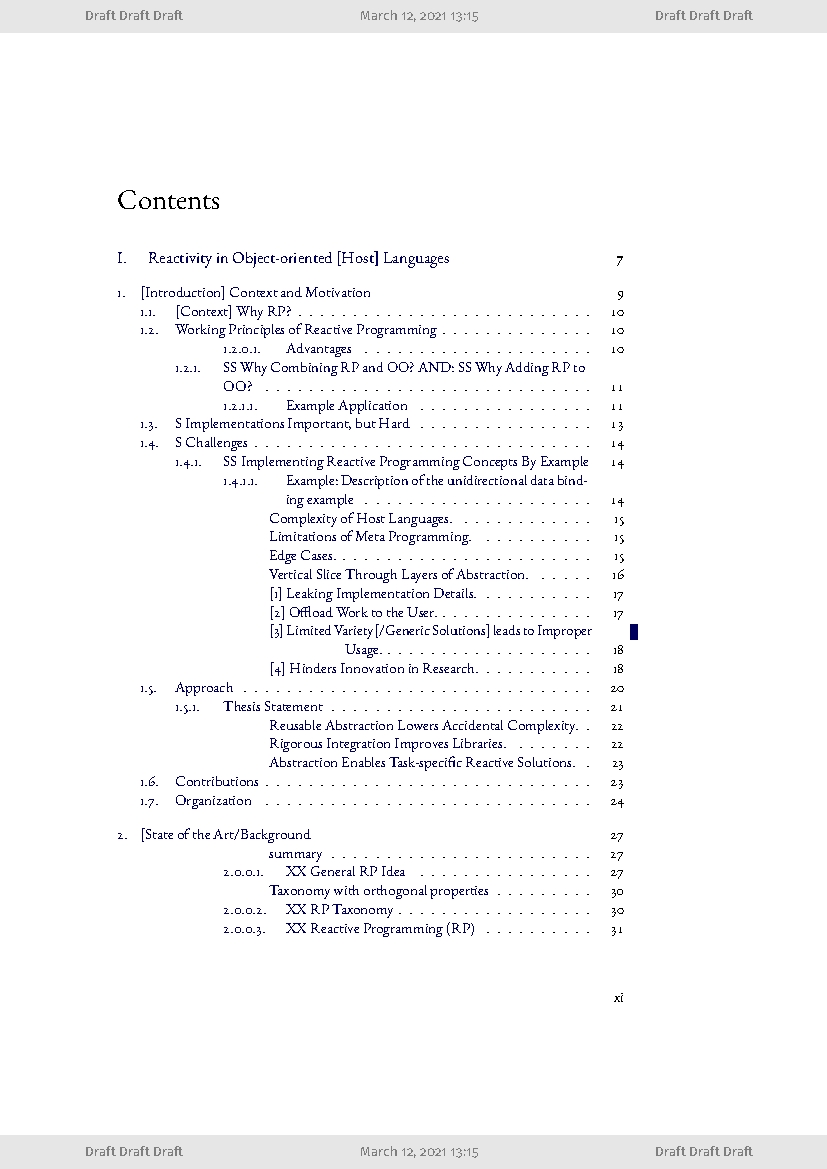 Draft Draft Draft March 12, 2021 13:15 Draft Draft Draft
Contents
I. Reactivity in Object-oriented [Host] Languages 7
1. [Introduction] Context and Motivation 9
1.1. [Context] Why RP? . . . . . . . . . . . . . . . . . . . . . . . . . . . 10
1.2. Working Principles of Reactive Programming . . . . . . . . . . . . . . 10
1.2.0.1. Advantages . . . . . . . . . . . . . . . . . . . . . 10
1.2.1. SS Why Combining RP and OO? AND: SS Why Adding RP to
OO? . . . . . . . . . . . . . . . . . . . . . . . . . . . . . . 11
1.2.1.1. Example Application . . . . . . . . . . . . . . . . 11
1.3. S Implementations Important, but Hard . . . . . . . . . . . . . . . . 13
1.4. S Challenges . . . . . . . . . . . . . . . . . . . . . . . . . . . . . . . 14
1.4.1. SS Implementing Reactive Programming Concepts By Example 14
1.4.1.1. Example: Description of the unidirectional data bind-
ing example . . . . . . . . . . . . . . . . . . . . . 14
Complexity of Host Languages. . . . . . . . . . . . . 15
Limitations of Meta Programming. . . . . . . . . . . 15
Edge Cases. . . . . . . . . . . . . . . . . . . . . . . . 15
Vertical Slice Through Layers of Abstraction. . . . . . 16
[1] Leaking Implementation Details. . . . . . . . . . . 17
[2] Offload Work to the User. . . . . . . . . . . . . . . 17
[3] Limited Variety[/Generic Solutions] leads to Improper
Usage. . . . . . . . . . . . . . . . . . . . 18
[4] Hinders Innovation in Research. . . . . . . . . . . 18
1.5. Approach . . . . . . . . . . . . . . . . . . . . . . . . . . . . . . . . 20
1.5.1. Thesis Statement . . . . . . . . . . . . . . . . . . . . . . . . 21
Reusable Abstraction Lowers Accidental Complexity. . 22
Rigorous Integration Improves Libraries. . . . . . . . 22
Abstraction Enables Task-specific Reactive Solutions. . 23
1.6. Contributions . . . . . . . . . . . . . . . . . . . . . . . . . . . . . . 23
1.7. Organization . . . . . . . . . . . . . . . . . . . . . . . . . . . . . . 24
2. [State of the Art/Background 27
summary . . . . . . . . . . . . . . . . . . . . . . . . 27
2.0.0.1. XX General RP Idea . . . . . . . . . . . . . . . . 27
Taxonomy with orthogonal properties . . . . . . . . . 30
2.0.0.2. XX RP Taxonomy . . . . . . . . . . . . . . . . . . 30
2.0.0.3. XX Reactive Programming (RP) . . . . . . . . . . 31
xi
Draft Draft Draft March 12, 2021 13:15 Draft Draft Draft